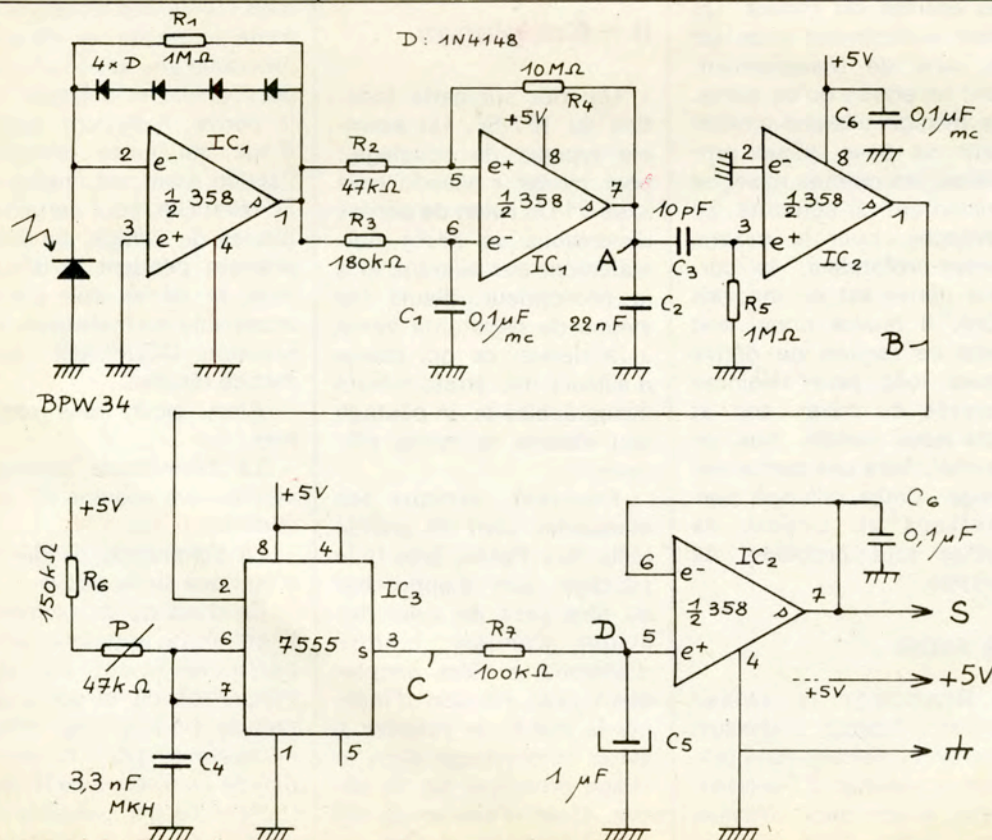 R1
1MΩ
4xD
D: 1N4148
IC1
2 e-
1/2 358
3 e+
4
1
R2
47kΩ
R3
180kΩ
10MΩ
R4
+5V
8
5 e-
1/2 358
7
6 e-
IC1
C1
0,1µF
mc
A
10pF
C3
C2
22nF
+5V
C6
0,1µF
mc
2 e-
8
1/2 358
1
3 e+
IC2
R5
1MΩ
B
BPW34
+5V
150kΩ
R6
P
47kΩ
C4
3,3nF
MKH
+5V
8
4
2
IC3
6
7555
s
3
7
1
5
C
R7
100kΩ
D
C5
1µF
6 e-
IC2
1/2 358
7
5 e+
4
C6
0,1µF
S
+5V
+5V